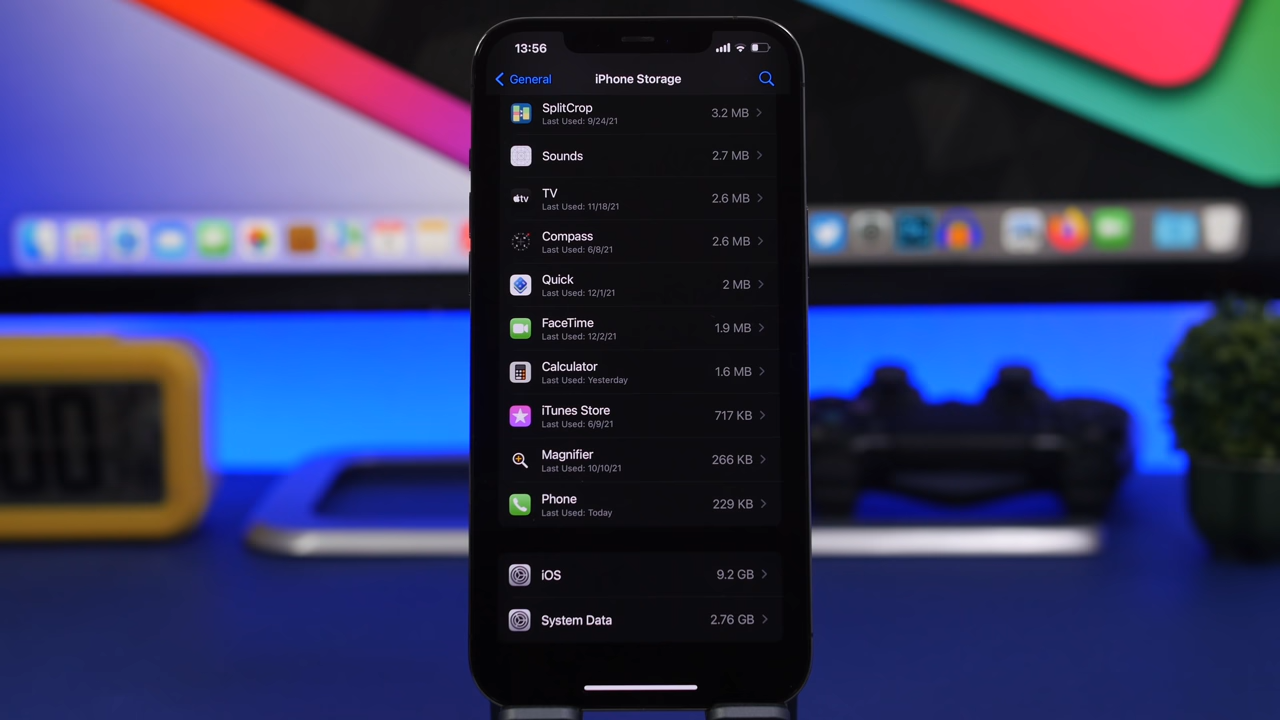 13:56
General
iPhone Storage
SplitCrop
3.2 MB
Last Used: 9/24/21
Sounds
2.7 MB
tv
TV
2.6 MB
Last Used: 11/18/21
Compass
2.6 MB
Last Used: 6/8/21
Quick
2 MB
Last Used: 12/1/21
FaceTime
1.9 MB
Last Used: 12/2/21
Calculator
1.6 MB
Last Used: Yesterday
iTunes Store
717 KB
Last Used: 6/9/21
Magnifier
266 KB
Last Used: 10/10/21
Phone
229 KB
Last Used: Today
iOS
9.2 GB
System Data
2.76 GB
00